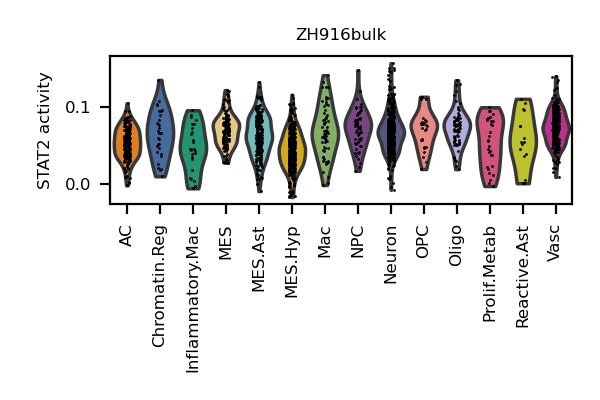 ZH916bulk
STAT2 activity
0.1
0.0
AC
Chromatin.Reg
Inflammatory.Mac
MES
MES.Ast
MES.Hyp
Mac
NPC
Neuron
OPC
Oligo
Prolif.Metab
Reactive.Ast
Vasc